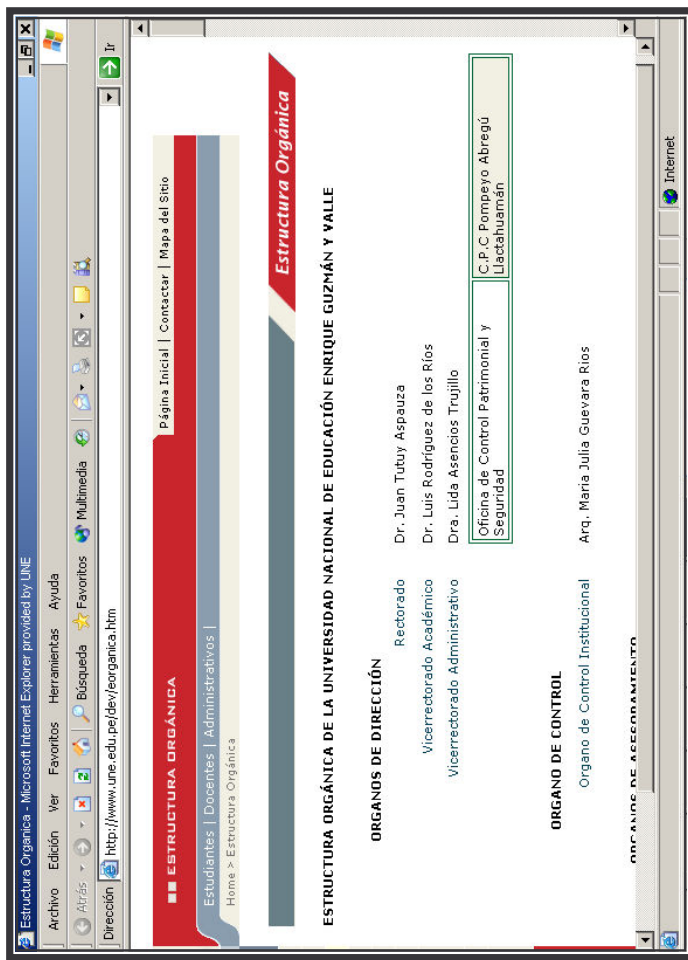 Estructura Organica - Microsoft Internet Explorer provided by UNE
Archivo Edición Ver Favoritos Herramientas Ayuda
Atrás Búsqueda Favoritos Multimedia
Dirección http://www.une.edu.pe/dev/eorganica.htm Ir
Página Inicial | Contactar | Mapa del Sitio
ESTRUCTURA ORGÁNICA
Estudiantes | Docentes | Administrativos |
Home > Estructura Orgánica
Estructura Orgánica
ESTRUCTURA ORGÁNICA DE LA UNIVERSIDAD NACIONAL DE EDUCACIÓN ENRIQUE GUZMÁN Y VALLE
ORGANOS DE DIRECCIÓN
Rectorado Dr. Juan Tutuy Aspauza
Vicerrectorado Académico Dr. Luis Rodríguez de los Ríos
Vicerrectorado Administrativo Dra. Lida Asencios Trujillo
Oficina de Control Patrimonial y C.P.C Pompeyo Abregú
Seguridad Llactahuamán
ORGANO DE CONTROL
Organo de Control Institucional Arq. Maria Julia Guevara Rios
ORGANOS DE ASESORAMIENTO
Internet